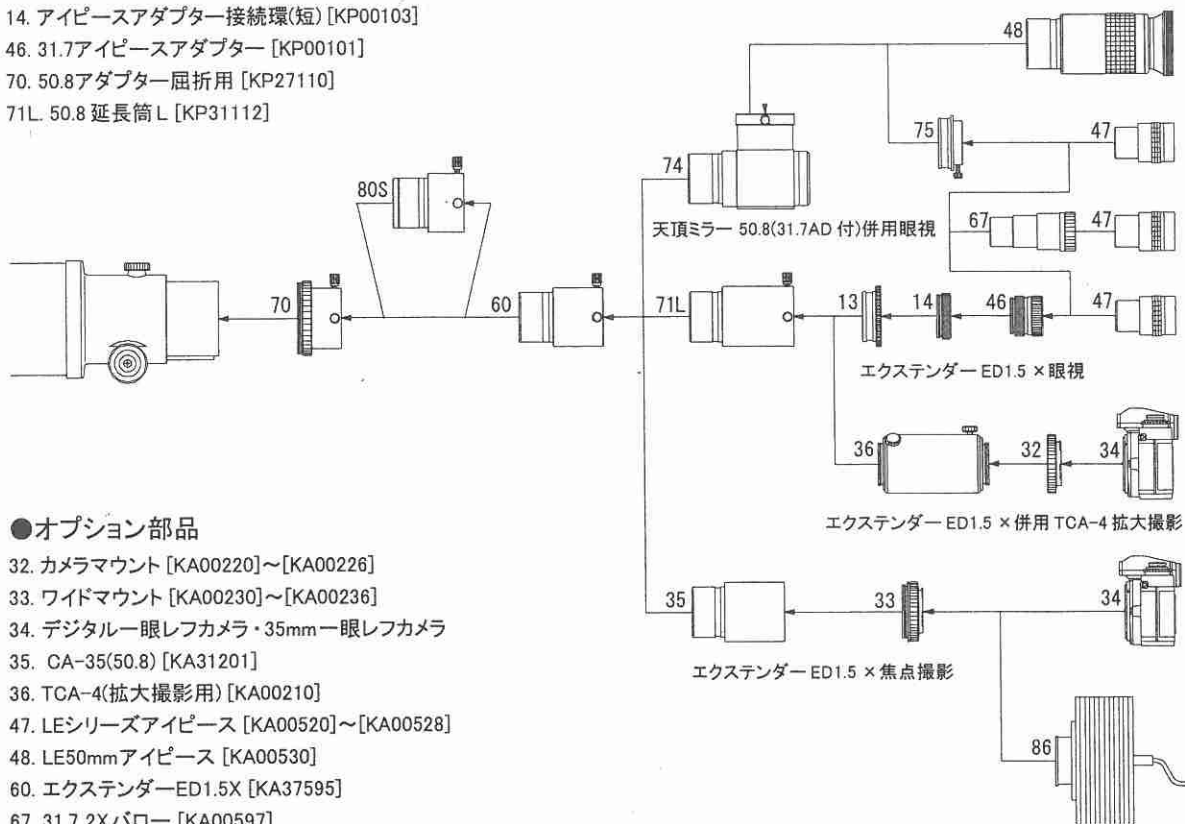 14. アイピースアダプター接続環(短) [KP00103]
46. 31.7アイピースアダプター [KP00101]
70. 50.8アダプター屈折用 [KP27110]
71L. 50.8 延長筒L [KP31112]
48
75
47
74
80S
天頂ミラー 50.8(31.7AD 付)併用眼視
67
47
70
60
71L
13
14
46
47
エクステンダー ED1.5 ×眼視
36
32
34
エクステンダー ED1.5 ×併用 TCA-4 拡大撮影
35
33
34
エクステンダー ED1.5 ×焦点撮影
86
●オプション部品
32. カメラマウント [KA00220]～[KA00226]
33. ワイドマウント [KA00230]～[KA00236]
34. デジタル一眼レフカメラ・35mm一眼レフカメラ
35. CA-35(50.8) [KA31201]
36. TCA-4(拡大撮影用) [KA00210]
47. LEシリーズアイピース [KA00520]～[KA00528]
48. LE50mmアイピース [KA00530]
60. エクステンダーED1.5X [KA37595]
67. 31.7 2Xバロー [KA00597]